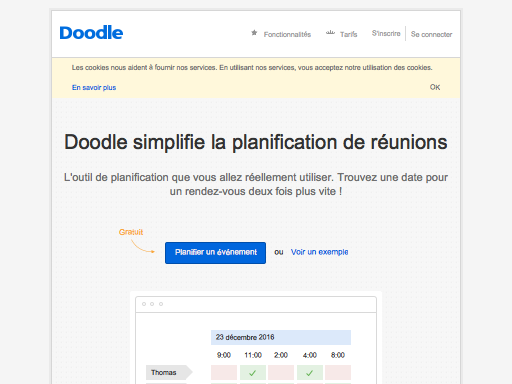 Doodle
Fonctionnalités Tarifs S'inscrire Se connecter
Les cookies nous aident à fournir nos services. En utilisant nos services, vous acceptez notre utilisation des cookies.
En savoir plus OK
Doodle simplifie la planification de réunions
L'outil de planification que vous allez réellement utiliser. Trouvez une date pour
un rendez-vous deux fois plus vite !
Gratuit
Planifier un événement ou Voir un exemple
23 décembre 2016
9:00 11:00 2:00 4:00 8:00
Thomas